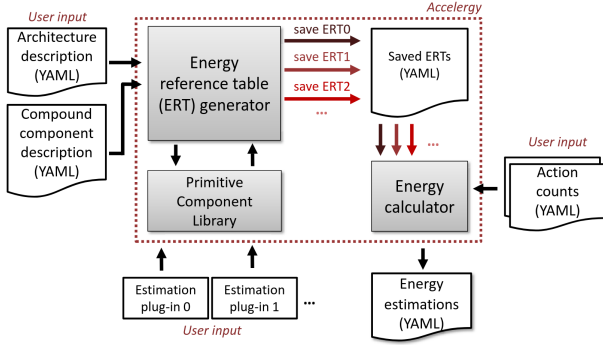 User input
Accelergy
Architecture
description
(YAML)
Compound
component
description
(YAML)
Energy
reference table
(ERT) generator
save ERT0
save ERT1
save ERT2
...
Saved ERTs
(YAML)
...
Primitive
Component
Library
Energy
calculator
User input
Action
counts
(YAML)
Estimation
plug-in 0
Estimation
plug-in 1
...
User input
Energy
estimations
(YAML)